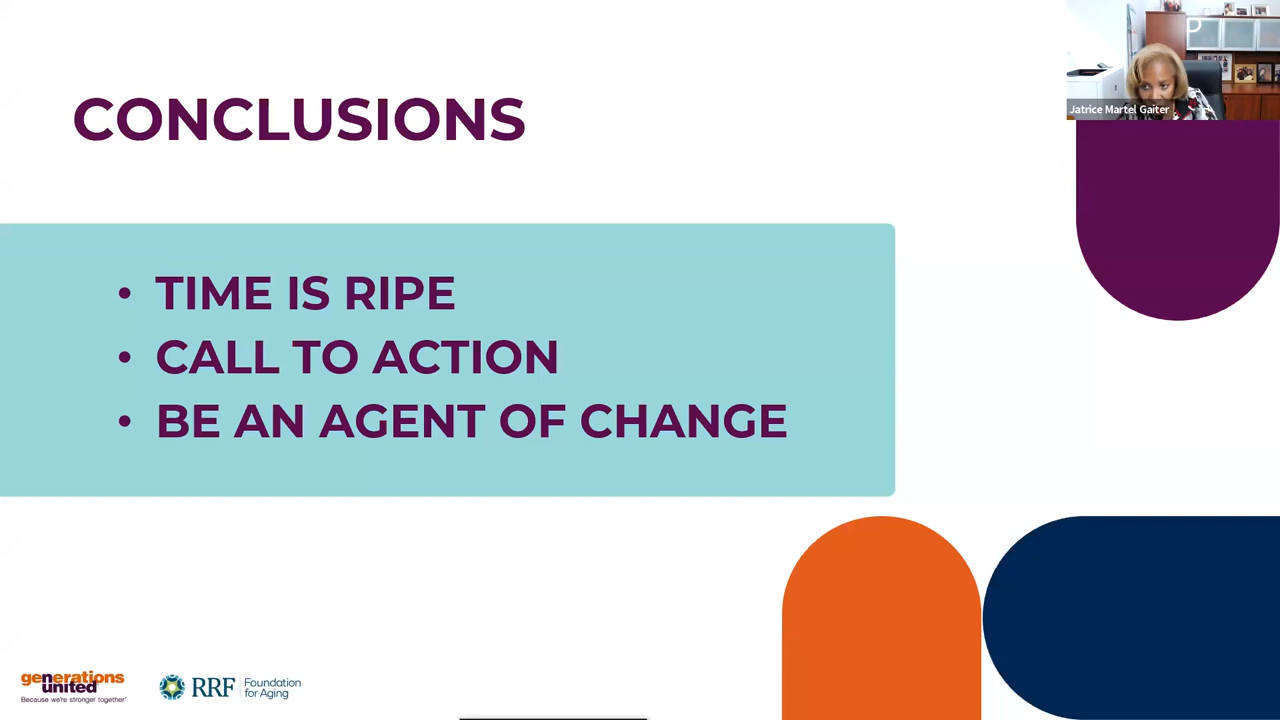 Jatrice Martel Gaiter
CONCLUSIONS
• TIME IS RIPE
• CALL TO ACTION
• BE AN AGENT OF CHANGE
generations
united
Because we're stronger together®
RRF
Foundation
for Aging